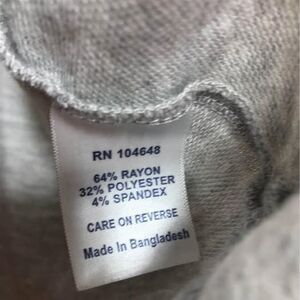 RN 104648
64% RAYON
32% POLYESTER
4% SPANDEX
CARE ON REVERSE
Made In Bangladesh